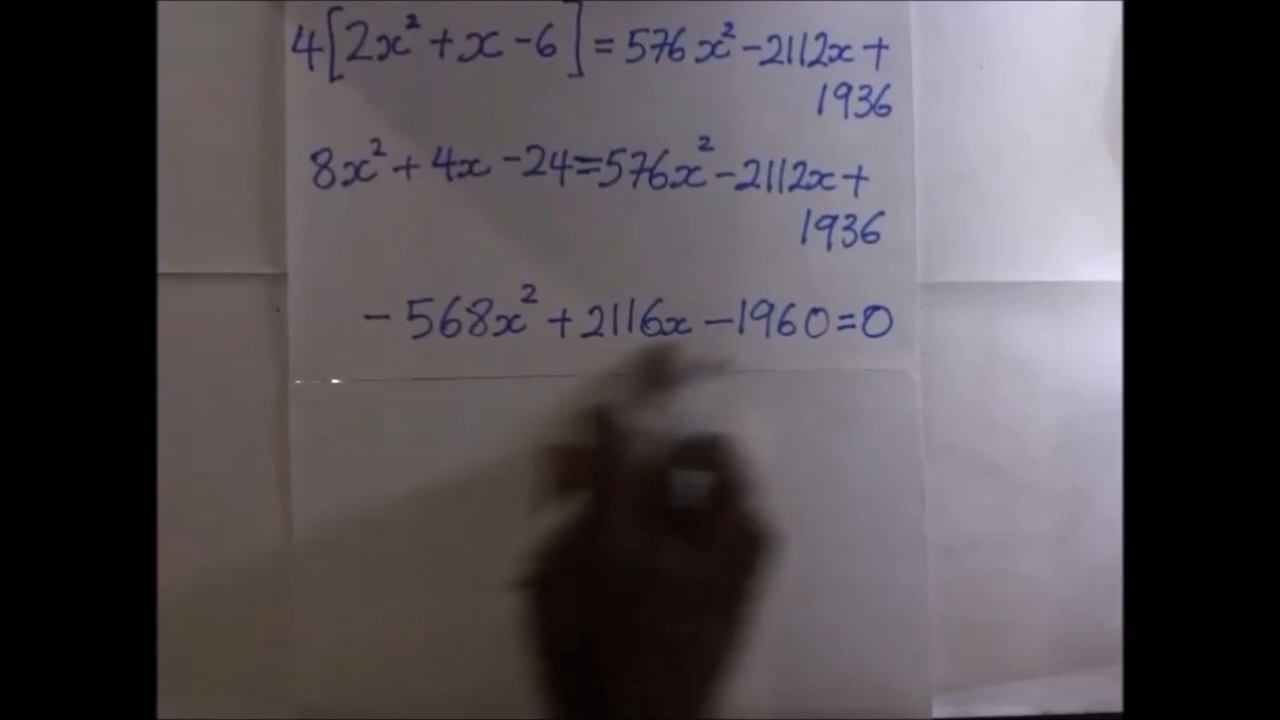 4[2x² + x - 6] = 576x² - 2112x +
1936
8x² + 4x - 24 = 576x² - 2112x +
1936
- 568x² + 2116x - 1960 = 0